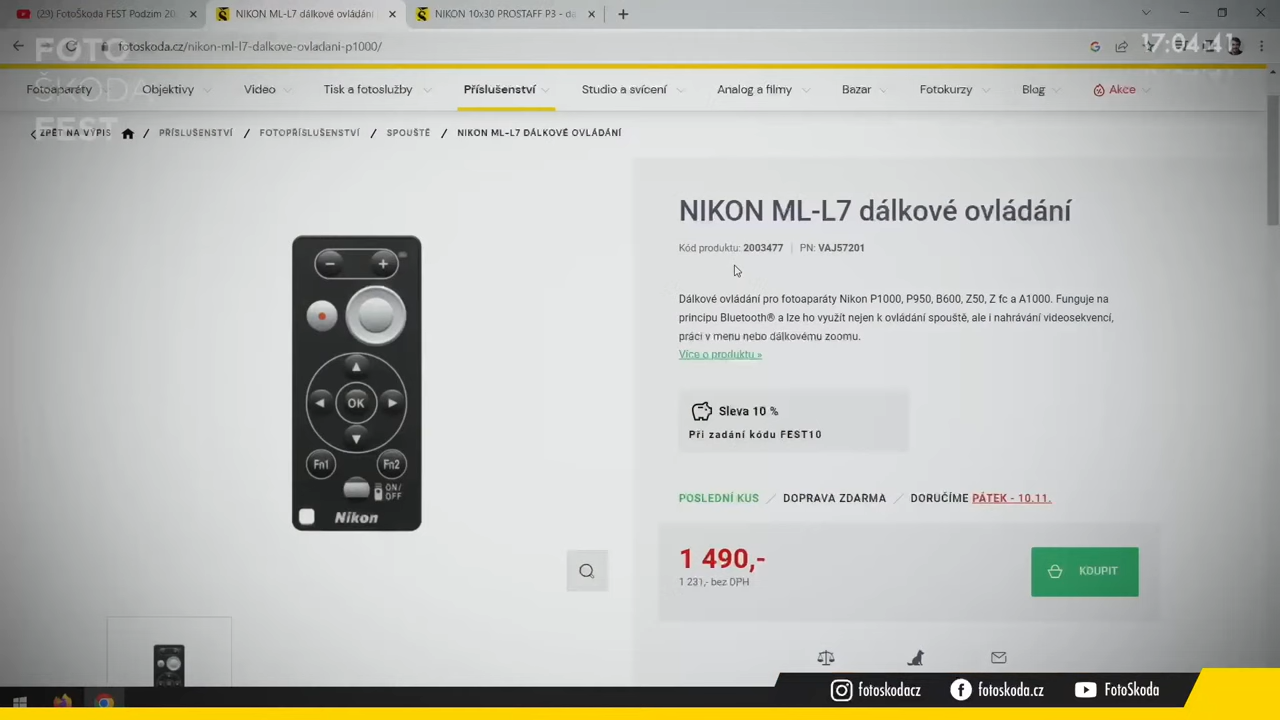 (29) FotoŠkoda FEST Podzim 20
NIKON ML-L7 dálkové ovládání
NIKON 10x30 PROSTAFF P3 - da
fotoskoda.cz/nikon-ml-l7-dalkove-ovladani-p1000/
17:04:41
FOTO
ŠKODA
FEST
Fotoaparáty
Objektivy
Video
Tisk a fotoslužby
Příslušenství
Studio a svícení
Analog a filmy
Bazar
Fotokurzy
Blog
Akce
ZPĚT NA VÝPIS / PŘÍSLUŠENSTVÍ / FOTOPŘÍSLUŠENSTVÍ / SPOUŠTĚ / NIKON ML-L7 DÁLKOVÉ OVLÁDÁNÍ
NIKON ML-L7 dálkové ovládání
Kód produktu: 2003477 | PN: VAJ57201
Dálkové ovládání pro fotoaparáty Nikon P1000, P950, B600, Z50, Z fc a A1000. Funguje na
principu Bluetooth® a lze ho využít nejen k ovládání spouště, ale i nahrávání videosekvencí,
práci v menu nebo dálkovému zoomu.
Více o produktu »
Sleva 10 %
Při zadání kódu FEST10
POSLEDNÍ KUS / DOPRAVA ZDARMA / DORUČÍME PÁTEK - 10.11.
1 490,-
1 231,- bez DPH
KOUPIT
− +
OK
Fn1 Fn2
ON/
OFF
Nikon
fotoskodacz
fotoskoda.cz
FotoSkoda